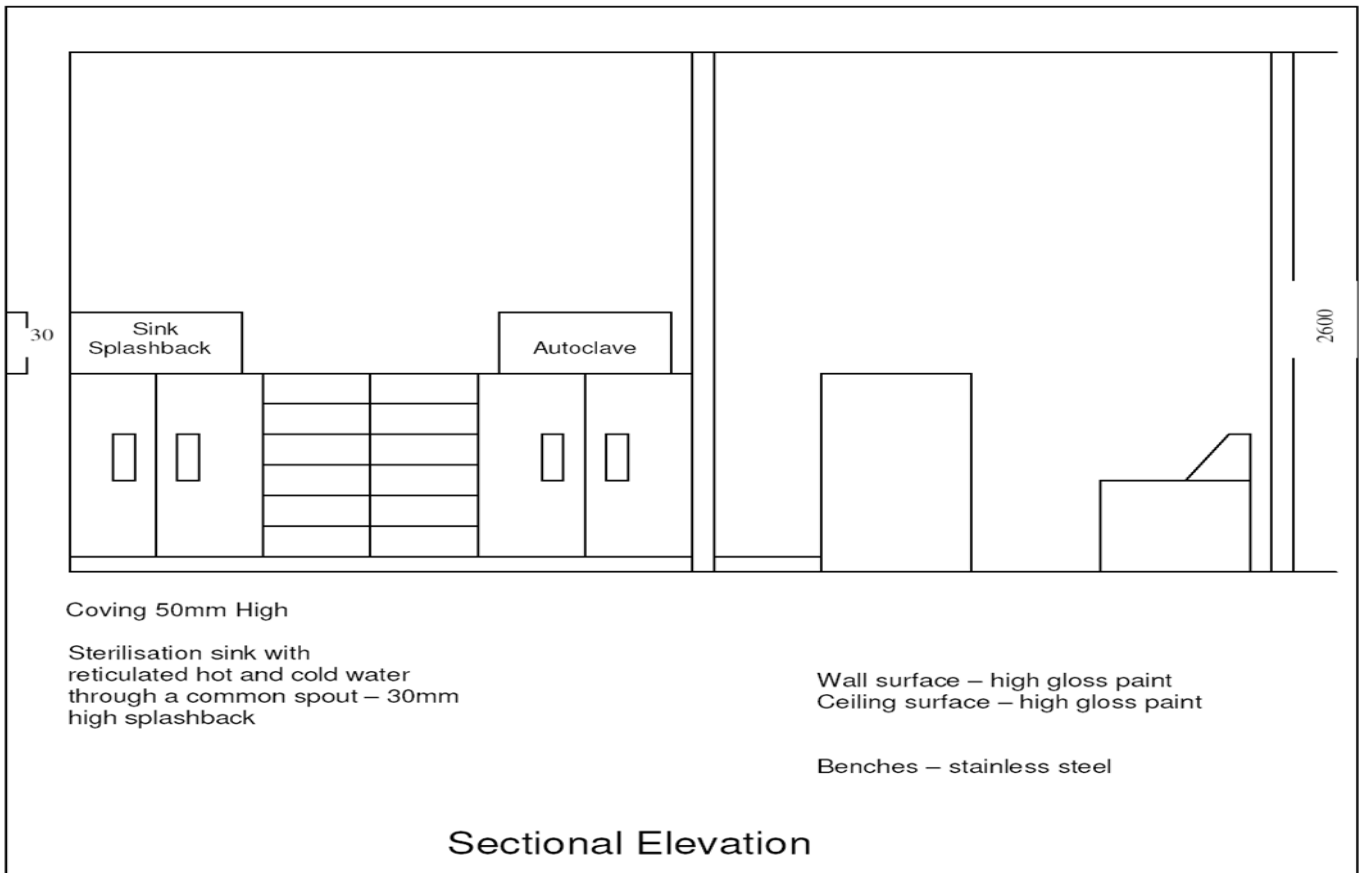 30
Sink
Splashback
Autoclave
2600
Coving 50mm High
Sterilisation sink with
reticulated hot and cold water
through a common spout – 30mm
high splashback
Wall surface – high gloss paint
Ceiling surface – high gloss paint
Benches – stainless steel
Sectional Elevation